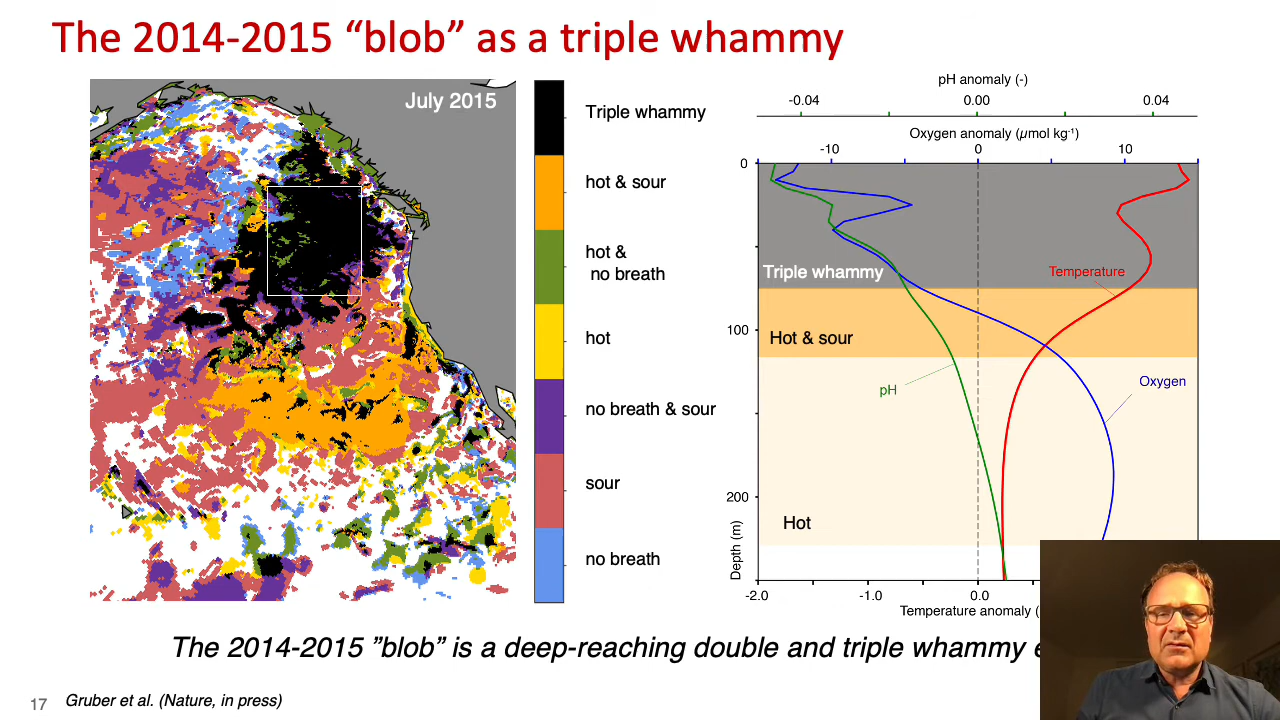 The 2014-2015 “blob” as a triple whammy
July 2015
Triple whammy
hot & sour
hot &
no breath
hot
no breath & sour
sour
no breath
pH anomaly (-)
-0.04 0.00 0.04
Oxygen anomaly (µmol kg-1)
-10 0 10
0
100
200
Depth (m)
Triple whammy
Temperature
Hot & sour
pH
Oxygen
Hot
-2.0 -1.0 0.0
Temperature anomaly (
The 2014-2015 ”blob” is a deep-reaching double and triple whammy
17 Gruber et al. (Nature, in press)